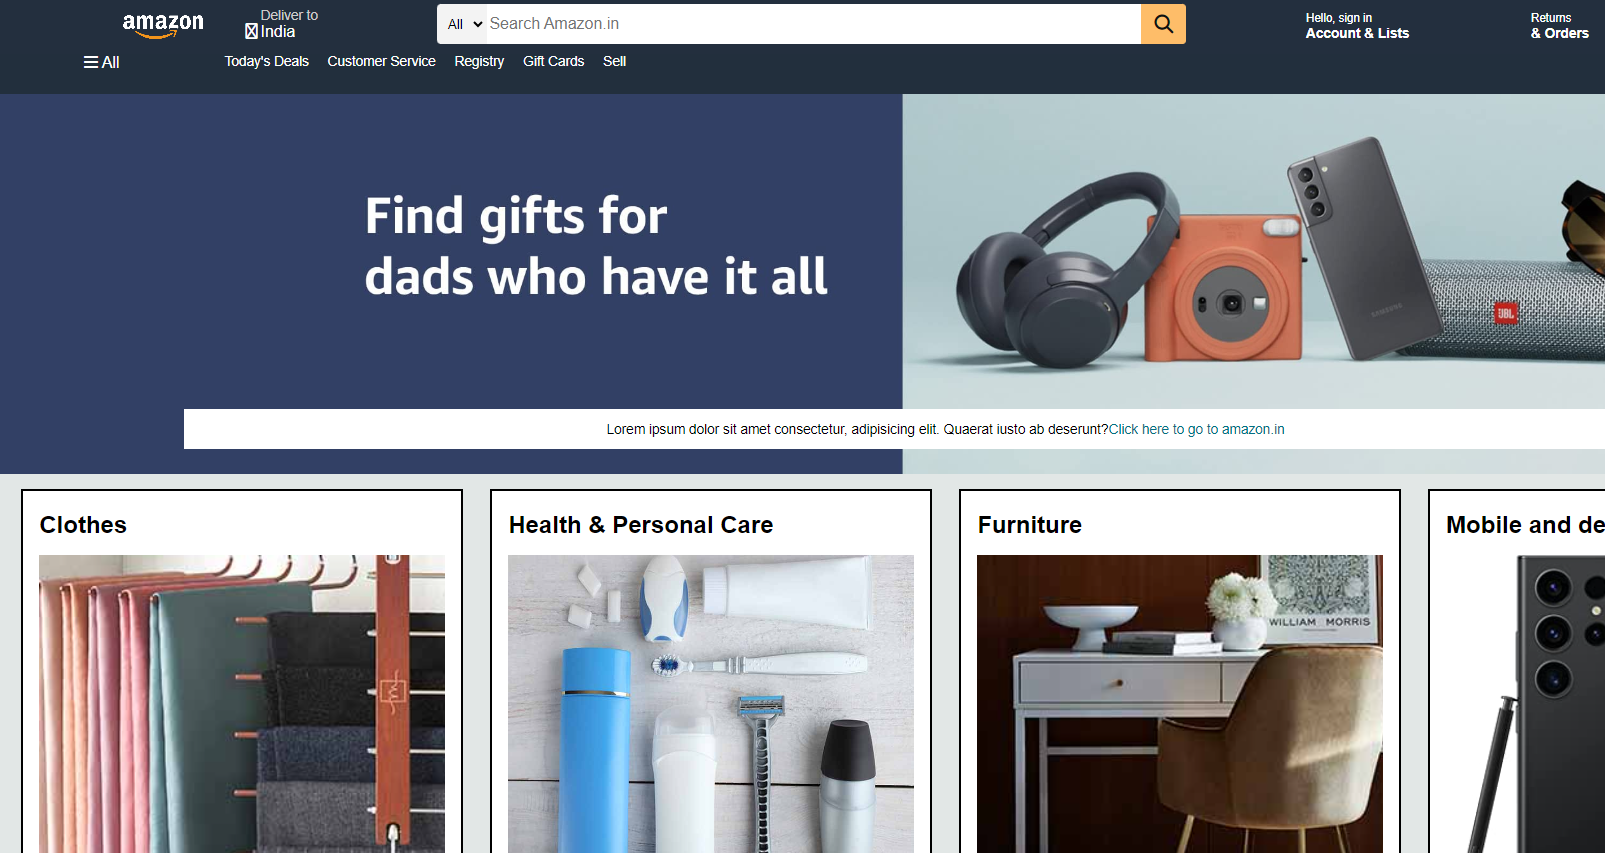 amazon
Deliver to
India
All
Search Amazon.in
Hello, sign in
Account & Lists
Returns
& Orders
All
Today's Deals
Customer Service
Registry
Gift Cards
Sell
Find gifts for
dads who have it all
SAMSUNG
JBL
Lorem ipsum dolor sit amet consectetur, adipisicing elit. Quaerat iusto ab deserunt?Click here to go to amazon.in
Clothes
Health & Personal Care
Furniture
Mobile and de
WILLIAM MORRIS